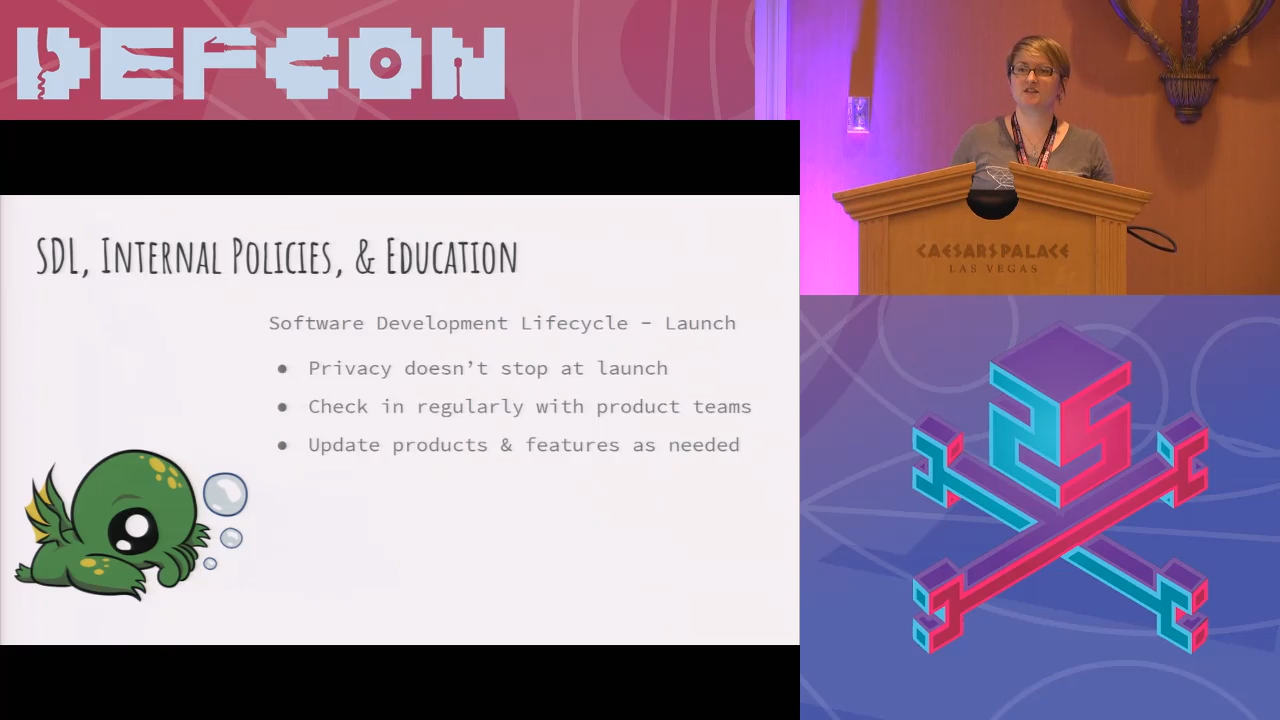 DEFCON
SDL, Internal Policies, & Education
Software Development Lifecycle – Launch
● Privacy doesn't stop at launch
● Check in regularly with product teams
● Update products & features as needed
CAESARS PALACE
LAS VEGAS
25